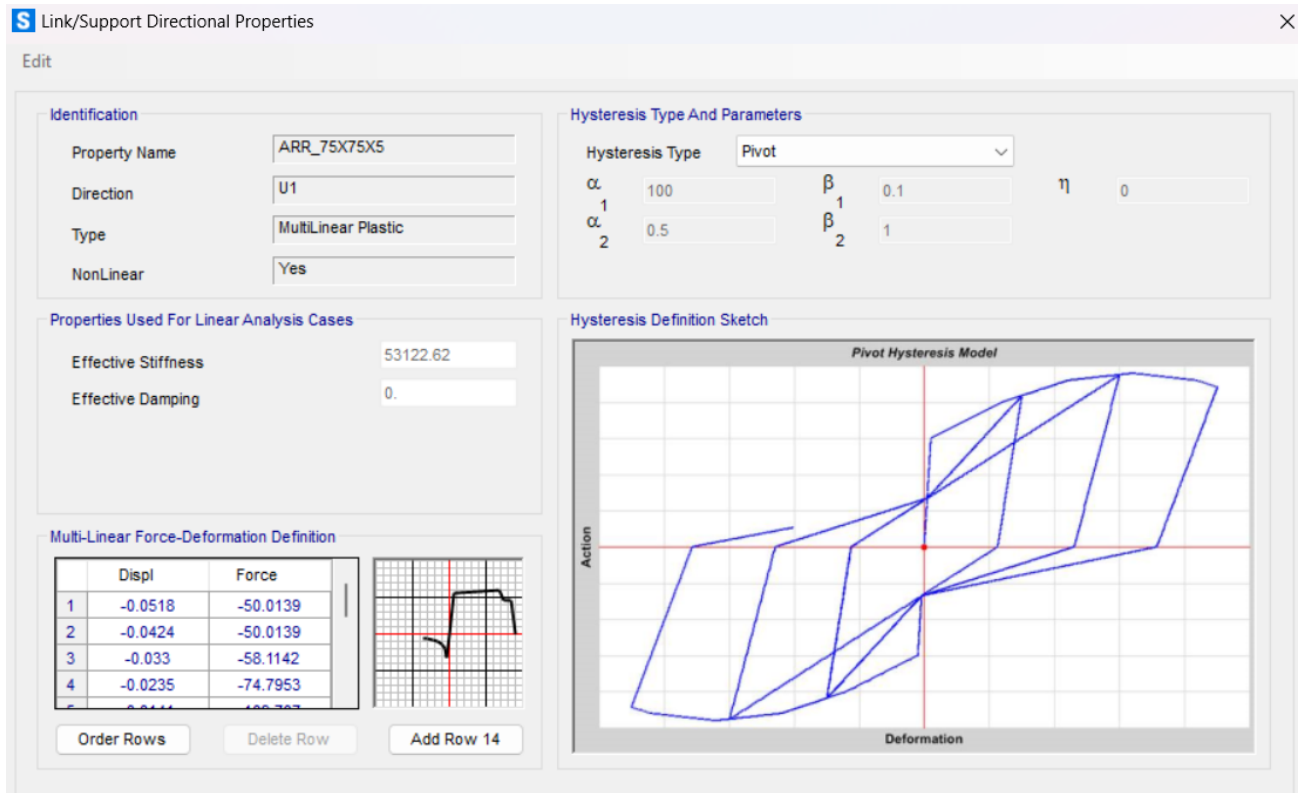 S Link/Support Directional Properties
Edit
Identification
Property Name ARR_75X75X5
Direction U1
Type MultiLinear Plastic
NonLinear Yes
Hysteresis Type And Parameters
Hysteresis Type Pivot
α1 100 β1 0.1 η 0
α2 0.5 β2 1
Properties Used For Linear Analysis Cases
Effective Stiffness 53122.62
Effective Damping 0.
Hysteresis Definition Sketch
Pivot Hysteresis Model
Action
Deformation
Multi-Linear Force-Deformation Definition
Displ Force
1 -0.0518 -50.0139
2 -0.0424 -50.0139
3 -0.033 -58.1142
4 -0.0235 -74.7953
Order Rows Delete Row Add Row 14